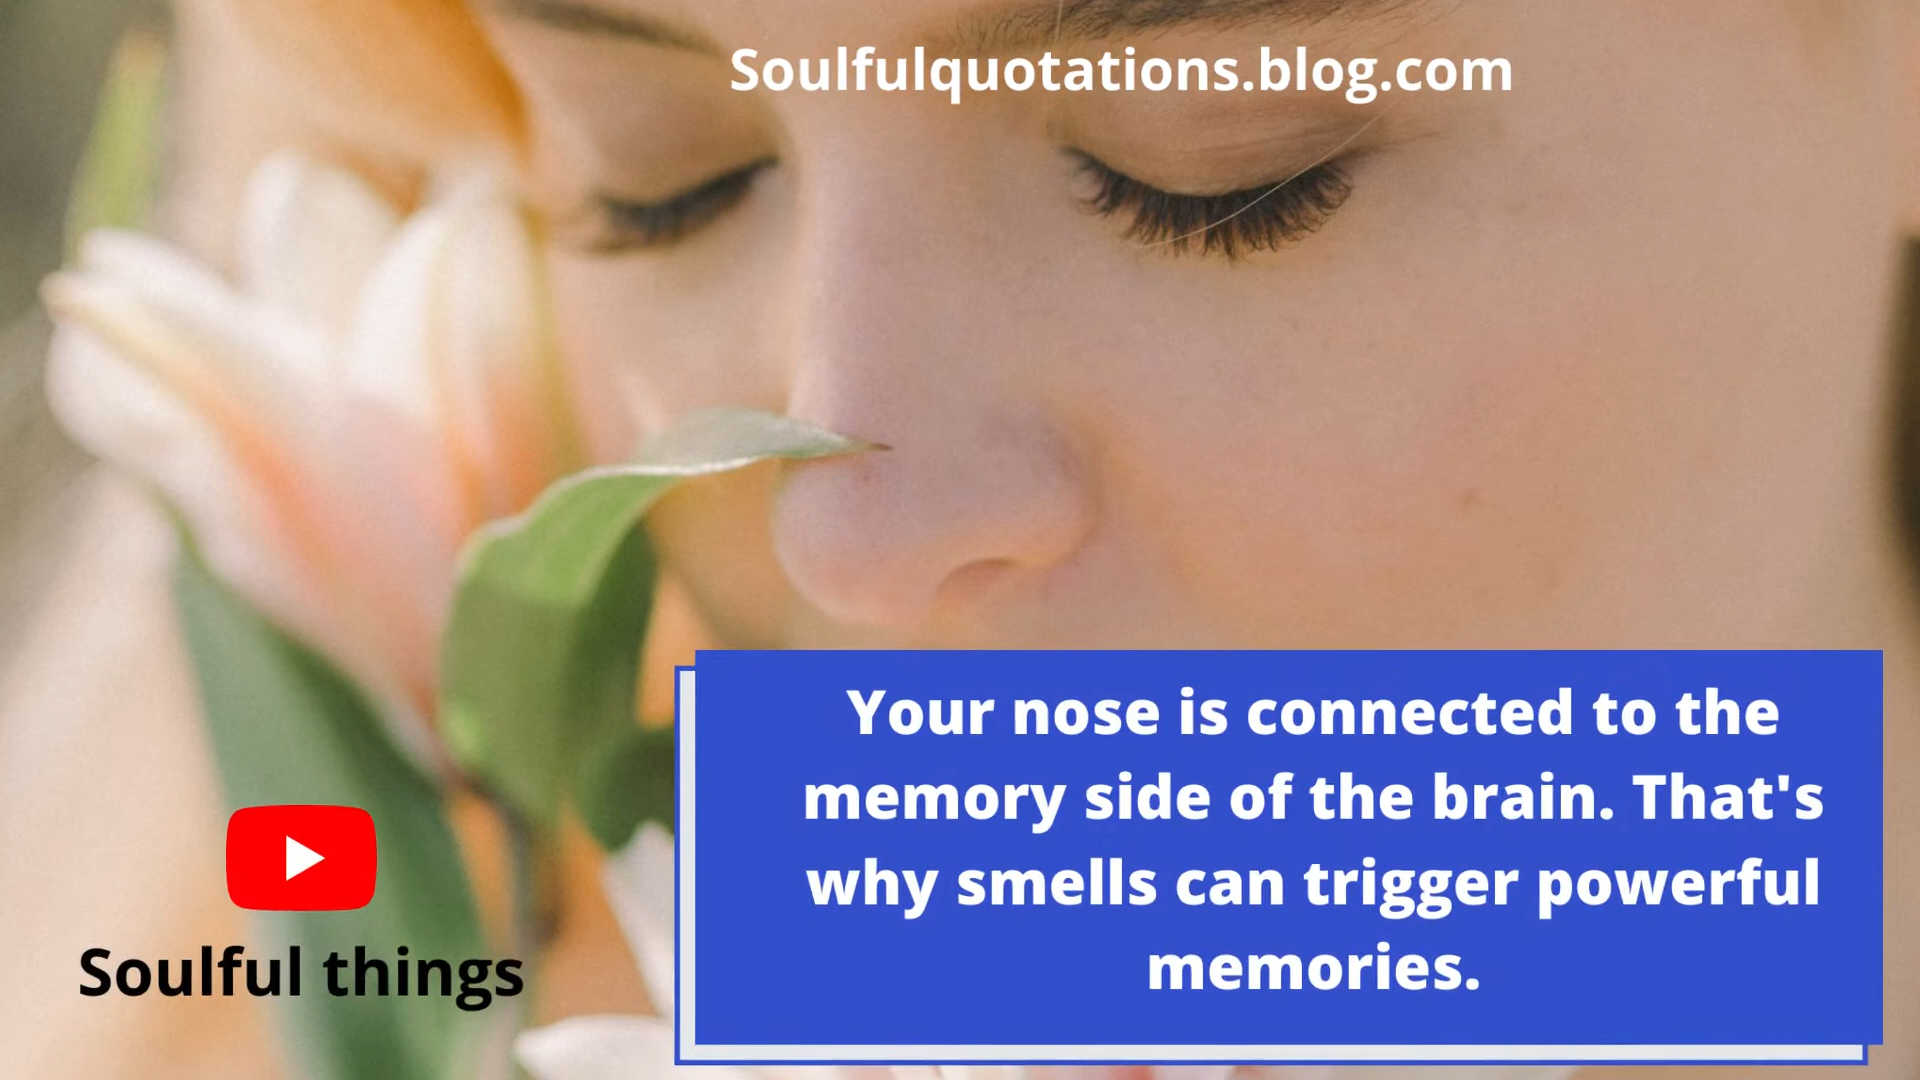 Soulfulquotations.blog.com
Your nose is connected to the
memory side of the brain. That's
why smells can trigger powerful
memories.
Soulful things